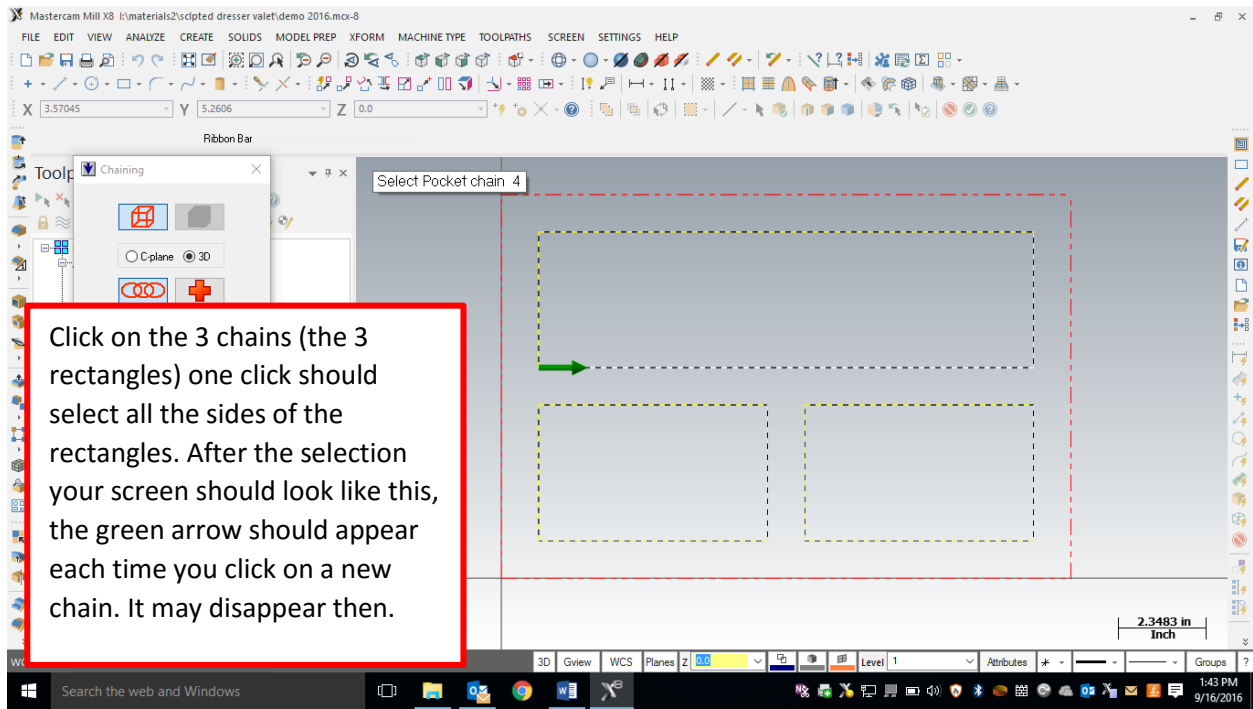 Mastercam Mill X8 I:\materials2\sclpted dresser valet\demo 2016.mcx-8
FILE EDIT VIEW ANALYZE CREATE SOLIDS MODEL PREP XFORM MACHINE TYPE TOOLPATHS SCREEN SETTINGS HELP
X 3.57045 Y 5.2606 Z 0.0
Ribbon Bar
Toolp
Chaining
Select Pocket chain 4
C-plane 3D
Click on the 3 chains (the 3
rectangles) one click should
select all the sides of the
rectangles. After the selection
your screen should look like this,
the green arrow should appear
each time you click on a new
chain. It may disappear then.
2.3483 in
Inch
3D Gview WCS Planes Z 0.0 Level 1 Attributes Groups ?
Search the web and Windows
1:43 PM
9/16/2016